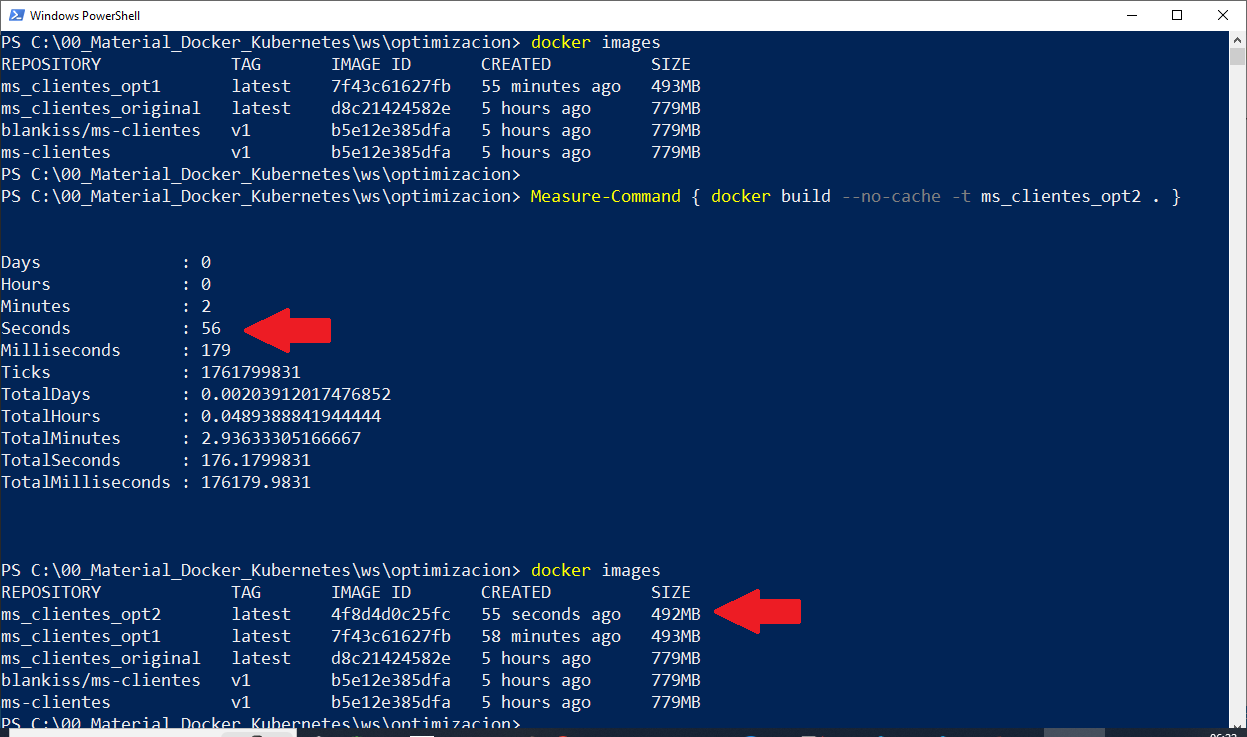 Windows PowerShell
PS C:\00_Material_Docker_Kubernetes\ws\optimizacion> docker images
REPOSITORY TAG IMAGE ID CREATED SIZE
ms_clientes_opt1 latest 7f43c61627fb 55 minutes ago 493MB
ms_clientes_original latest d8c21424582e 5 hours ago 779MB
blankiss/ms-clientes v1 b5e12e385dfa 5 hours ago 779MB
ms-clientes v1 b5e12e385dfa 5 hours ago 779MB
PS C:\00_Material_Docker_Kubernetes\ws\optimizacion>
PS C:\00_Material_Docker_Kubernetes\ws\optimizacion> Measure-Command { docker build --no-cache -t ms_clientes_opt2 . }
Days : 0
Hours : 0
Minutes : 2
Seconds : 56
Milliseconds : 179
Ticks : 1761799831
TotalDays : 0.00203912017476852
TotalHours : 0.0489388841944444
TotalMinutes : 2.93633305166667
TotalSeconds : 176.1799831
TotalMilliseconds : 176179.9831
PS C:\00_Material_Docker_Kubernetes\ws\optimizacion> docker images
REPOSITORY TAG IMAGE ID CREATED SIZE
ms_clientes_opt2 latest 4f8d4d0c25fc 55 seconds ago 492MB
ms_clientes_opt1 latest 7f43c61627fb 58 minutes ago 493MB
ms_clientes_original latest d8c21424582e 5 hours ago 779MB
blankiss/ms-clientes v1 b5e12e385dfa 5 hours ago 779MB
ms-clientes v1 b5e12e385dfa 5 hours ago 779MB
PS C:\00_Material_Docker_Kubernetes\ws\optimizacion>